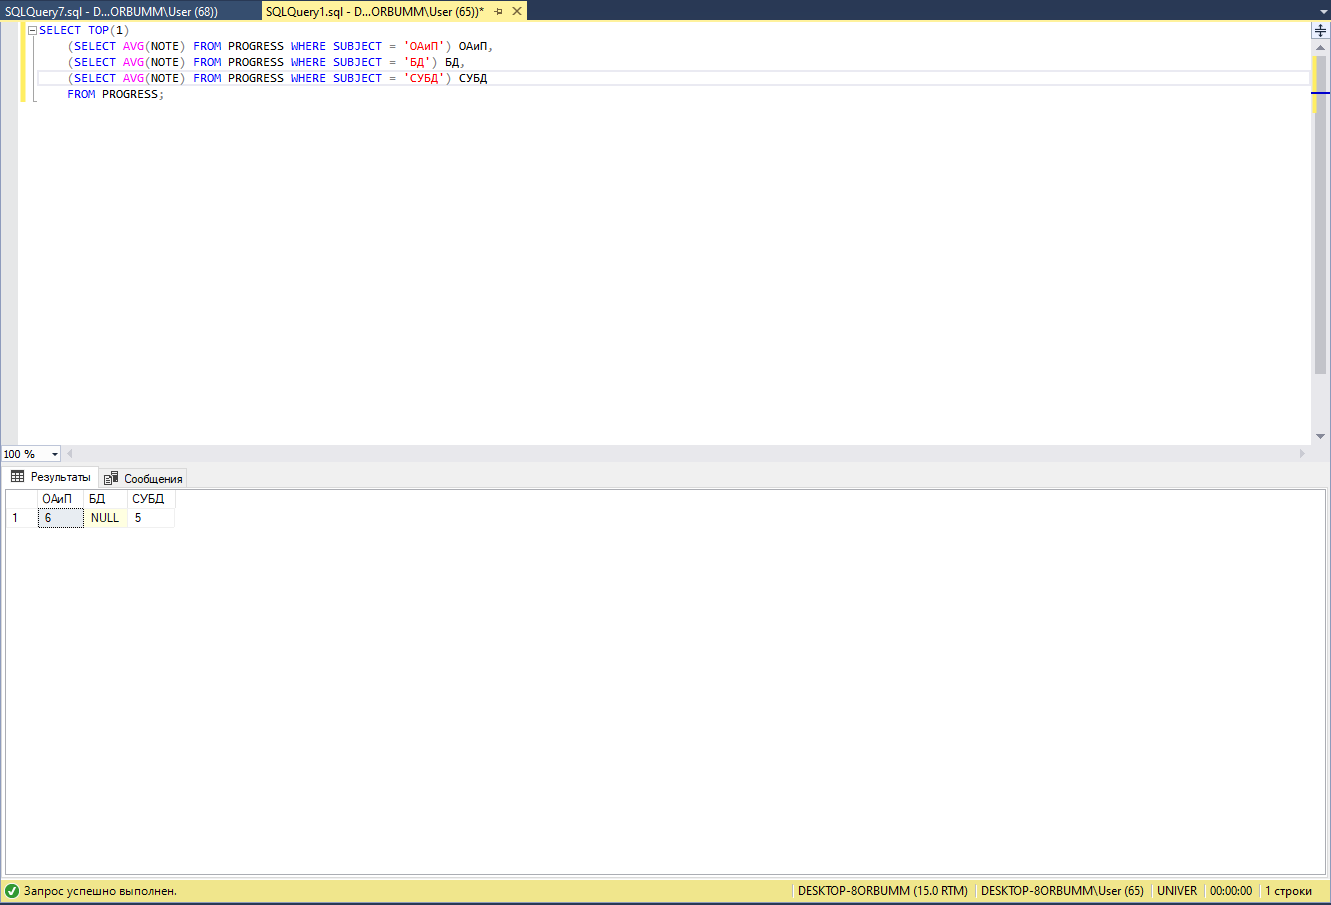 SQLQuery7.sql - D...ORBUMM\User (68)) SQLQuery1.sql - D...ORBUMM\User (65))*
SELECT TOP(1)
(SELECT AVG(NOTE) FROM PROGRESS WHERE SUBJECT = 'ОАиП') ОАиП,
(SELECT AVG(NOTE) FROM PROGRESS WHERE SUBJECT = 'БД') БД,
(SELECT AVG(NOTE) FROM PROGRESS WHERE SUBJECT = 'СУБД') СУБД
FROM PROGRESS;
100 %
Результаты Сообщения
ОАиП БД СУБД
1 6 NULL 5
Запрос успешно выполнен. DESKTOP-8ORBUMM (15.0 RTM) DESKTOP-8ORBUMM\User (65) UNIVER 00:00:00 1 строки